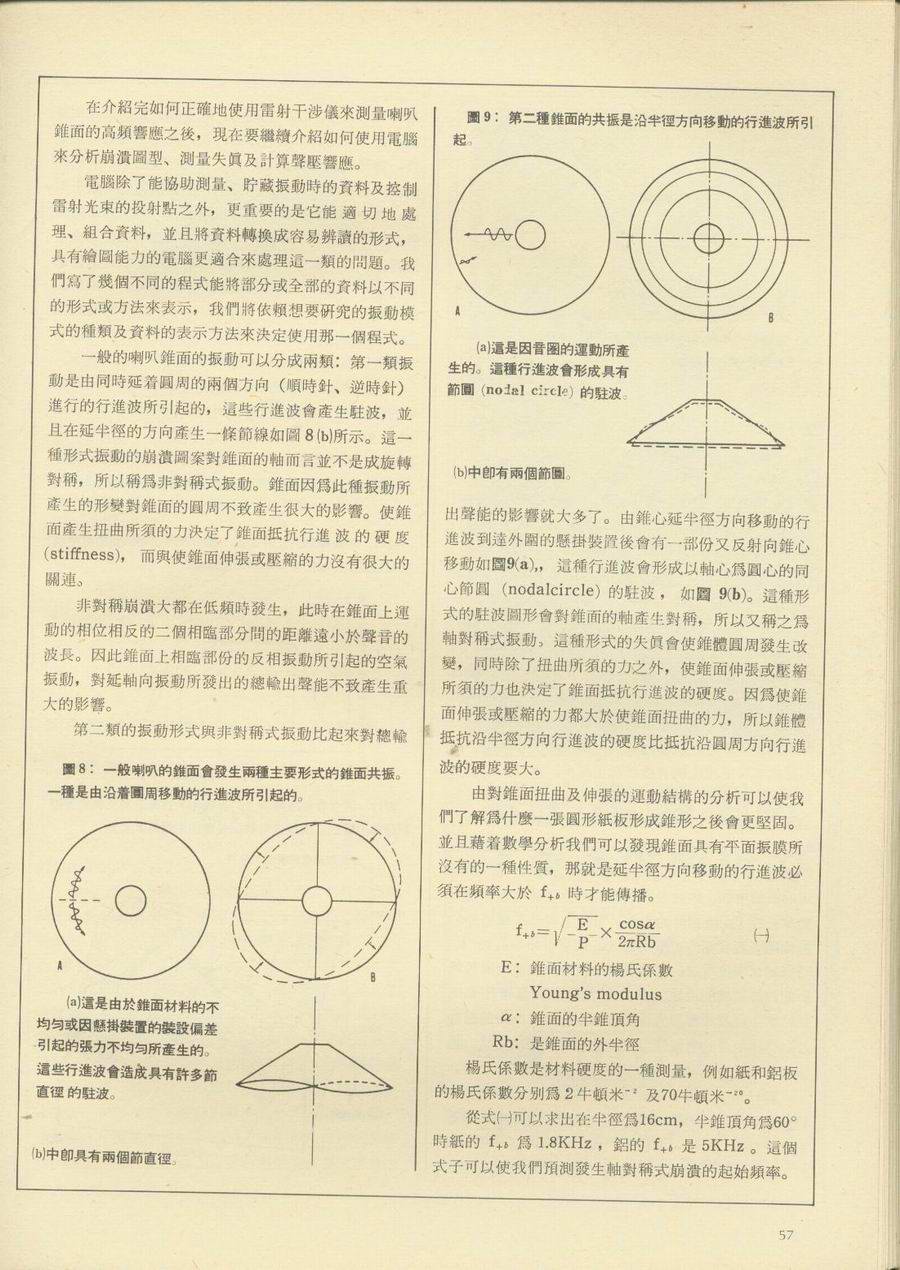 在介紹完如何正確地使用雷射干涉儀來測量喇叭
錐面的高頻響應之後，現在要繼續介紹如何使用電腦
來分析崩潰圖型、測量失眞及計算聲壓響應。
電腦除了能協助測量、貯藏振動時的資料及控制
雷射光束的投射點之外，更重要的是它能適切地處
理、組合資料，並且將資料轉換成容易辨讀的形式，
具有繪圖能力的電腦更適合來處理這一類的問題。我
們寫了幾個不同的程式能將部分或全部的資料以不同
的形式或方法來表示，我們將依賴想要硏究的振動模
式的種類及資料的表示方法來決定使用那一個程式。
一般的喇叭錐面的振動可以分成兩類：第一類振
動是由同時延着圓周的兩個方向（順時針、逆時針）
進行的行進波所引起的，這些行進波會產生駐波，並
且在延半徑的方向產生一條節線如圖8(b)所示。這一
種形式振動的崩潰圖案對錐面的軸而言並不是成旋轉
對稱，所以稱爲非對稱式振動。錐面因爲此種振動所
產生的形變對錐面的圓周不致產生很大的影響。使錐
面產生扭曲所須的力決定了錐面抵抗行進波的硬度
(stiffness)，而與使錐面伸張或壓縮的力沒有很大的
關連。
非對稱崩潰大都在低頻時發生，此時在錐面上運
動的相位相反的二個相臨部分間的距離遠小於聲音的
波長。因此錐面上相臨部份的反相振動所引起的空氣
振動，對延軸向振動所發出的總輸出聲能不致產生重
大的影響。
第二類的振動形式與非對稱式振動比起來對總輸
圖8：一般喇叭的錐面會發生兩種主要形式的錐面共振。
一種是由沿着圓周移動的行進波所引起的。
A
B
(a)這是由於錐面材料的不
均勻或因懸掛裝置的裝設偏差
引起的張力不均勻所產生的。
這些行進波會造成具有許多節
直徑的駐波。
(b)中卽具有兩個節直徑。
圖9：第二種錐面的共振是沿半徑方向移動的行進波所引
起。
A
B
(a)這是因音圈的運動所產
生的。這種行進波會形成具有
節圓（nodal circle）的駐波。
(b)中卽有兩個節圓。
出聲能的影響就大多了。由錐心延半徑方向移動的行
進波到達外圍的懸掛裝置後會有一部份又反射向錐心
移動如圖9(a),，這種行進波會形成以軸心爲圓心的同
心節圓（nodalcircle）的駐波，如圖 9(b)。這種形
式的駐波圖形會對錐面的軸產生對稱，所以又稱之爲
軸對稱式振動。這種形式的失眞會使錐體圓周發生改
變，同時除了扭曲所須的力之外，使錐面伸張或壓縮
所須的力也決定了錐面抵抗行進波的硬度。因爲使錐
面伸張或壓縮的力都大於使錐面扭曲的力，所以錐體
抵抗沿半徑方向行進波的硬度比抵抗沿圓周方向行進
波的硬度要大。
由對錐面扭曲及伸張的運動結構的分析可以使我
們了解爲什麼一張圓形紙板形成錐形之後會更堅固。
並且藉着數學分析我們可以發現錐面具有平面振膜所
沒有的一種性質，那就是延半徑方向移動的行進波必
須在頻率大於 f₊b 時才能傳播。
f₊b=√(E/P)×cosα/2πRb ㈠
E：錐面材料的楊氏係數
Young's modulus
α：錐面的半錐頂角
Rb：是錐面的外半徑
楊氏係數是材料硬度的一種測量，例如紙和鋁板
的楊氏係數分別爲2牛頓米⁻² 及70牛頓米⁻²。
從式㈠可以求出在半徑爲16cm，半錐頂角爲60°
時紙的 f₊b 爲 1.8KHz，鋁的 f₊b 是 5KHz。這個
式子可以使我們預測發生軸對稱式崩潰的起始頻率。
57